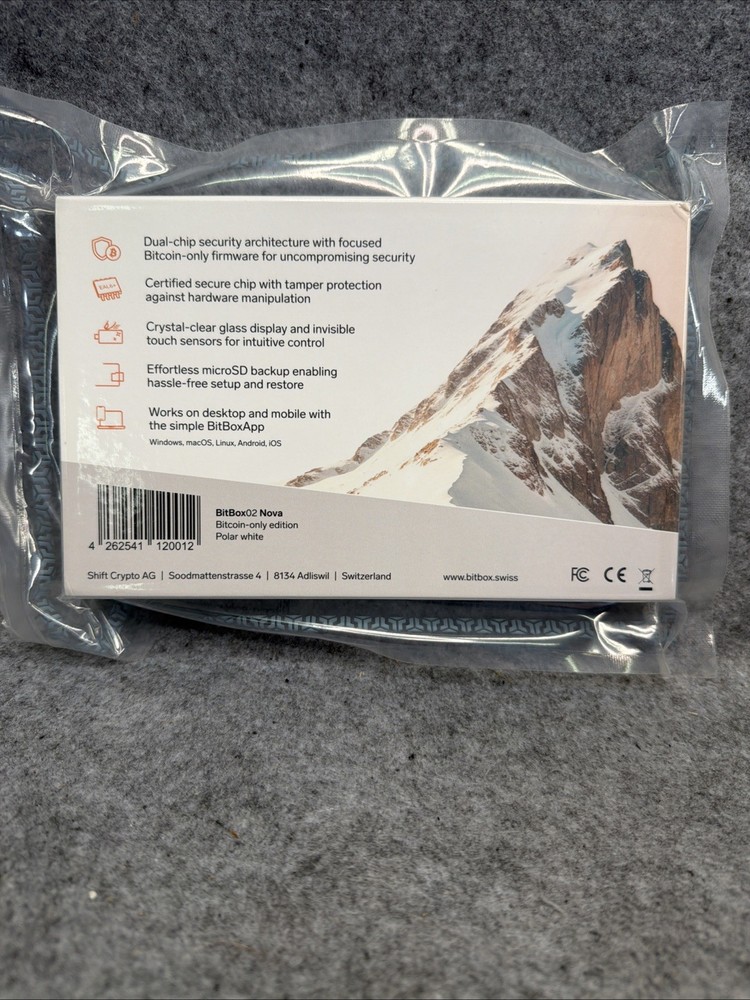 Dual-chip security architecture with focused
Bitcoin-only firmware for uncompromising security
EAL6+
Certified secure chip with tamper protection
against hardware manipulation
Crystal-clear glass display and invisible
touch sensors for intuitive control
Effortless microSD backup enabling
hassle-free setup and restore
Works on desktop and mobile with
the simple BitBoxApp
Windows, macOS, Linux, Android, iOS
BitBox02 Nova
Bitcoin-only edition
Polar white
4 262541 120012
Shift Crypto AG | Soodmattenstrasse 4 | 8134 Adliswil | Switzerland
www.bitbox.swiss
FC CE